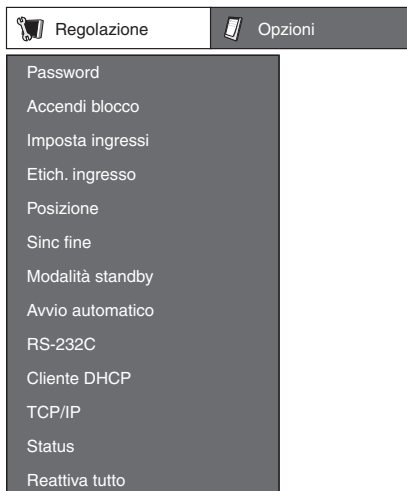 Regolazione Opzioni
Password
Accendi blocco
Imposta ingressi
Etich. ingresso
Posizione
Sinc fine
Modalità standby
Avvio automatico
RS-232C
Cliente DHCP
TCP/IP
Status
Reattiva tutto